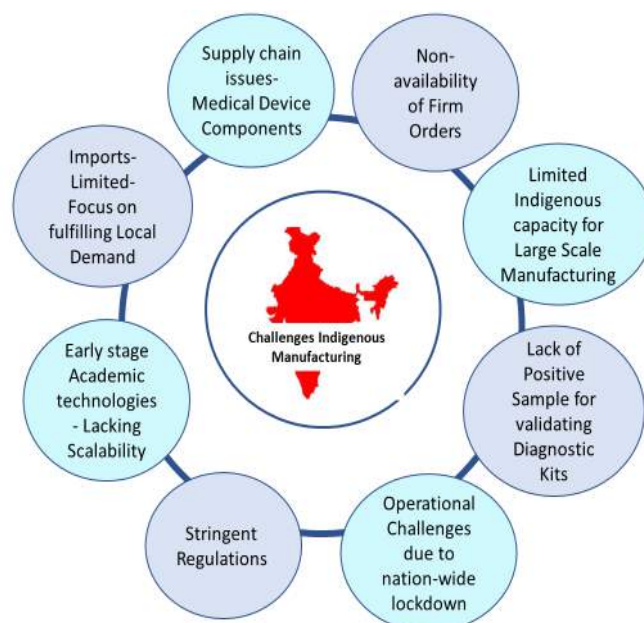 Supply chain
issues-
Medical Device
Components
Non-
availability
of Firm
Orders
Limited
Indigenous
capacity for
Large Scale
Manufacturing
Lack of
Positive
Sample for
validating
Diagnostic
Kits
Operational
Challenges
due to
nation-wide
lockdown
Stringent
Regulations
Early stage
Academic
technologies
- Lacking
Scalability
Imports-
Limited-
Focus on
fulfilling Local
Demand
Challenges Indigenous
Manufacturing